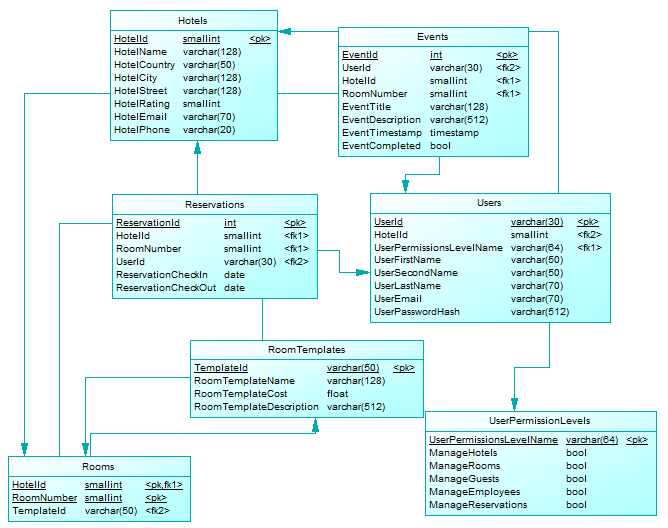 Hotels
HotelId smallint <pk>
HotelName varchar(128)
HotelCountry varchar(50)
HotelCity varchar(128)
HotelStreet varchar(128)
HotelRating smallint
HotelEmail varchar(70)
HotelPhone varchar(20)
Events
EventId int <pk>
UserId varchar(30) <fk2>
HotelId smallint <fk1>
RoomNumber smallint <fk1>
EventTitle varchar(128)
EventDescription varchar(512)
EventTimestamp timestamp
EventCompleted bool
Reservations
ReservationId int <pk>
HotelId smallint <fk1>
RoomNumber smallint <fk1>
UserId varchar(30) <fk2>
ReservationCheckIn date
ReservationCheckOut date
Users
UserId varchar(30) <pk>
HotelId smallint <fk2>
UserPermissionsLevelName varchar(64) <fk1>
UserFirstName varchar(50)
UserSecondName varchar(50)
UserLastName varchar(70)
UserEmail varchar(70)
UserPasswordHash varchar(512)
RoomTemplates
TemplateId varchar(50) <pk>
RoomTemplateName varchar(128)
RoomTemplateCost float
RoomTemplateDescription varchar(512)
UserPermissionLevels
UserPermissionsLevelName varchar(64) <pk>
ManageHotels bool
ManageRooms bool
ManageGuests bool
ManageEmployees bool
ManageReservations bool
Rooms
HotelId smallint <pk,fk1>
RoomNumber smallint <pk>
TemplateId varchar(50) <fk2>